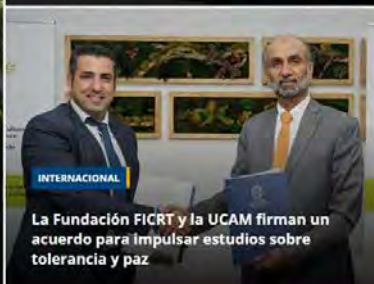 INTERNACIONAL
La Fundación FICRT y la UCAM firman un
acuerdo para impulsar estudios sobre
tolerancia y paz